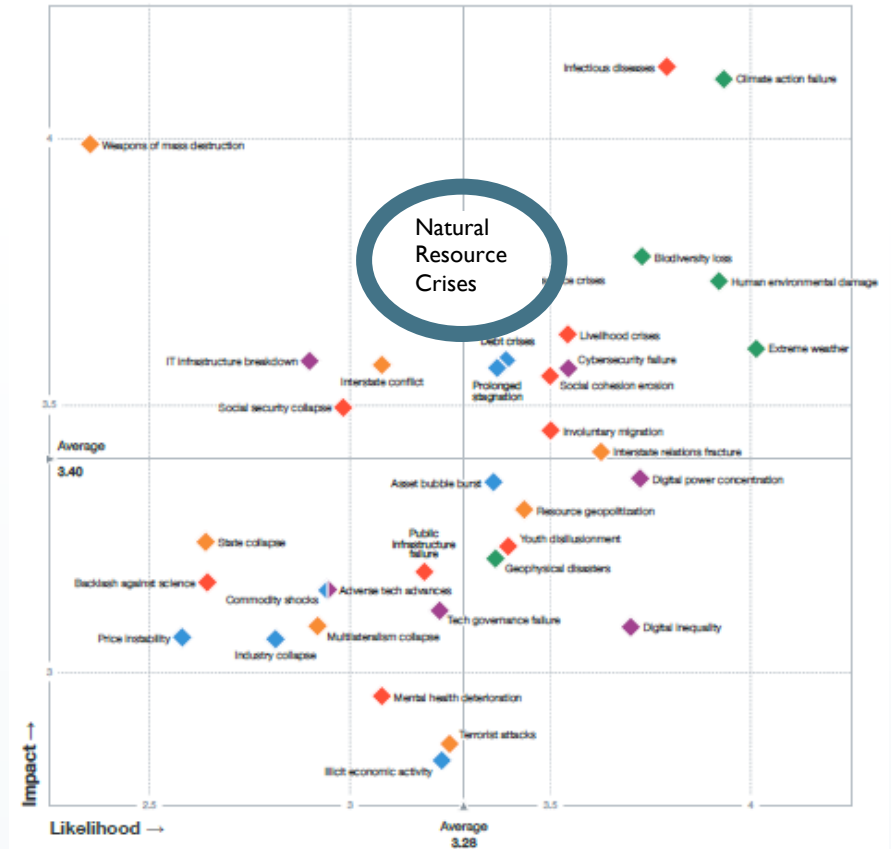 Infectious diseases
Climate action failure
4
Weapons of mass destruction
Natural
Resource
Crises
Biodiversity loss
crises
Human environmental damage
Livelihood crises
Debt crises
Extreme weather
IT infrastructure breakdown
Cybersecurity failure
Interstate conflict
Prolonged
stagnation
Social cohesion erosion
3.5
Social security collapse
Involuntary migration
Average
Interstate relations fracture
3.40
Digital power concentration
Asset bubble burst
Resource geopolitization
Public
infrastructure
failure
Youth disillusionment
State collapse
Geophysical disasters
Backlash against science
Adverse tech advances
Commodity shocks
Tech governance failure
Digital inequality
Price instability
Multilateralism collapse
Industry collapse
3
Mental health deterioration
Terrorist attacks
Illicit economic activity
Impact →
2.5
3
3.5
4
Likelihood →
Average
3.28